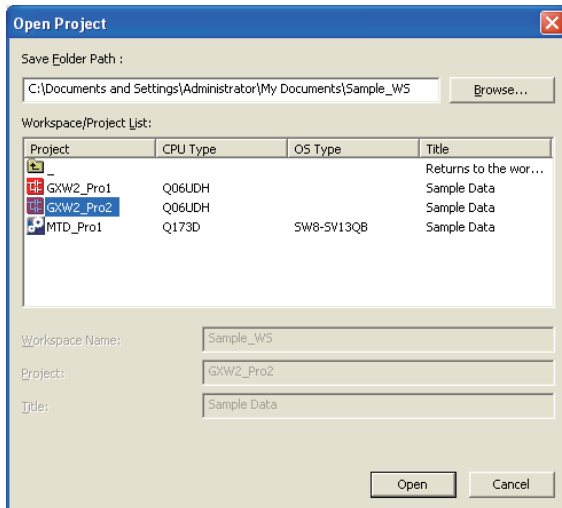 Open Project
Save Folder Path :
C:\Documents and Settings\Administrator\My Documents\Sample_WS Browse...
Workspace/Project List:
Project CPU Type OS Type Title
_ Returns to the wor...
GXW2_Pro1 Q06UDH Sample Data
GXW2_Pro2 Q06UDH Sample Data
MTD_Pro1 Q173D SW8-SV13QB Sample Data
Workspace Name: Sample_WS
Project: GXW2_Pro2
Title: Sample Data
Open Cancel